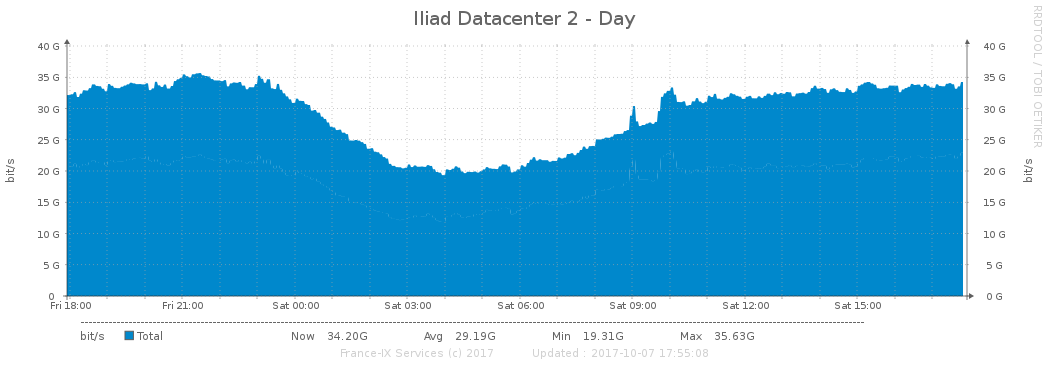 Iliad Datacenter 2 - Day
RRDTOOL / TOBI OETIKER
40 G 40 G
35 G 35 G
30 G 30 G
25 G 25 G
20 G 20 G
15 G 15 G
10 G 10 G
5 G 5 G
0 0 G
bit/s bit/s
Fri 18:00 Fri 21:00 Sat 00:00 Sat 03:00 Sat 06:00 Sat 09:00 Sat 12:00 Sat 15:00
bit/s Total Now 34.20G Avg 29.19G Min 19.31G Max 35.63G
France-IX Services (c) 2017 Updated : 2017-10-07 17:55:08